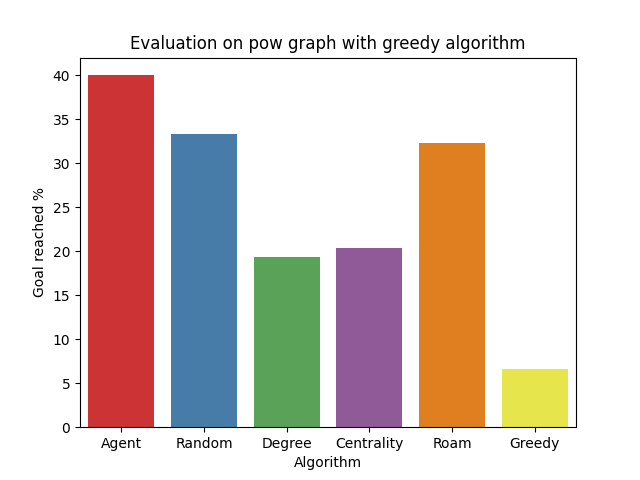 Evaluation on pow graph with greedy algorithm
Goal reached %
40
35
30
25
20
15
10
5
0
Agent Random Degree Centrality Roam Greedy
Algorithm